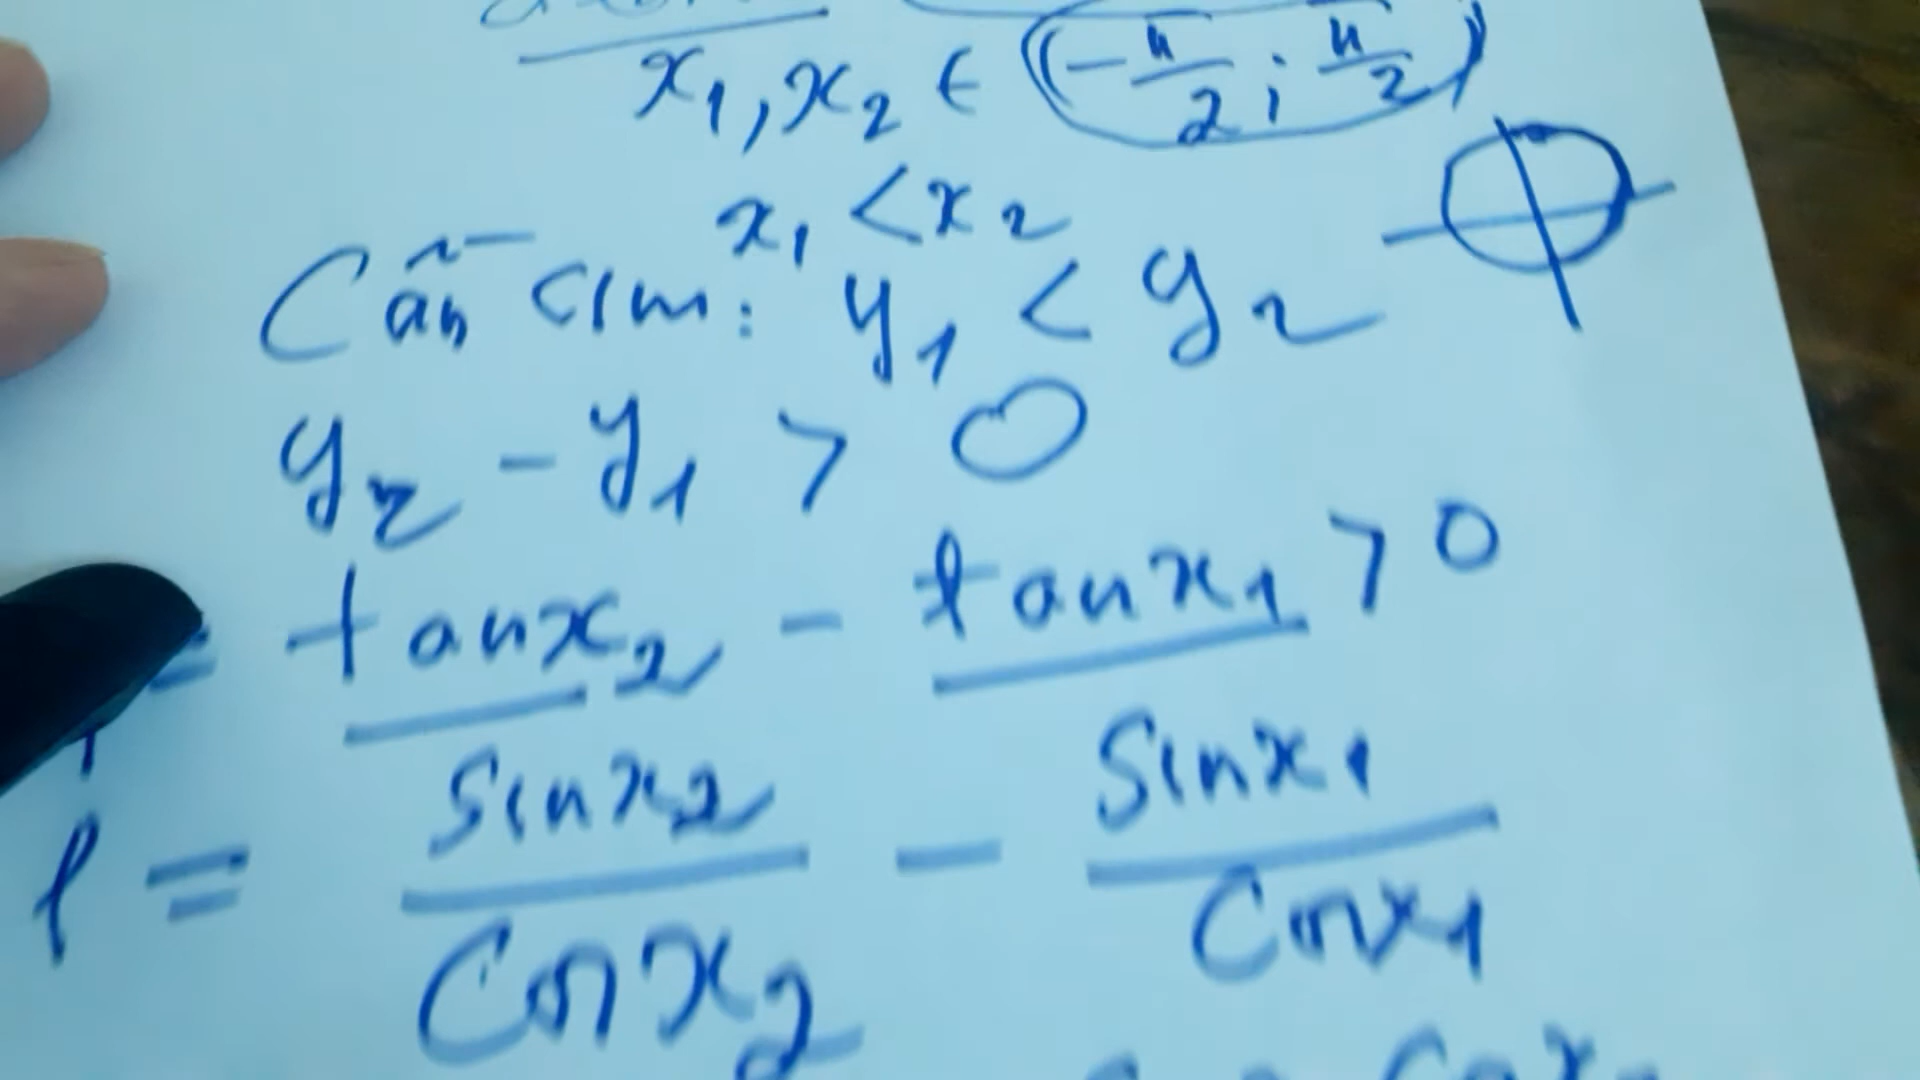 x₁, x₂ ∈ (-π/2; π/2)
x₁ < x₂
Cần c/m: y₁ < y₂
y₂ - y₁ > 0
= tanx₂ - tanx₁ > 0
= sinx₂/cosx₂ - sinx₁/cosx₁